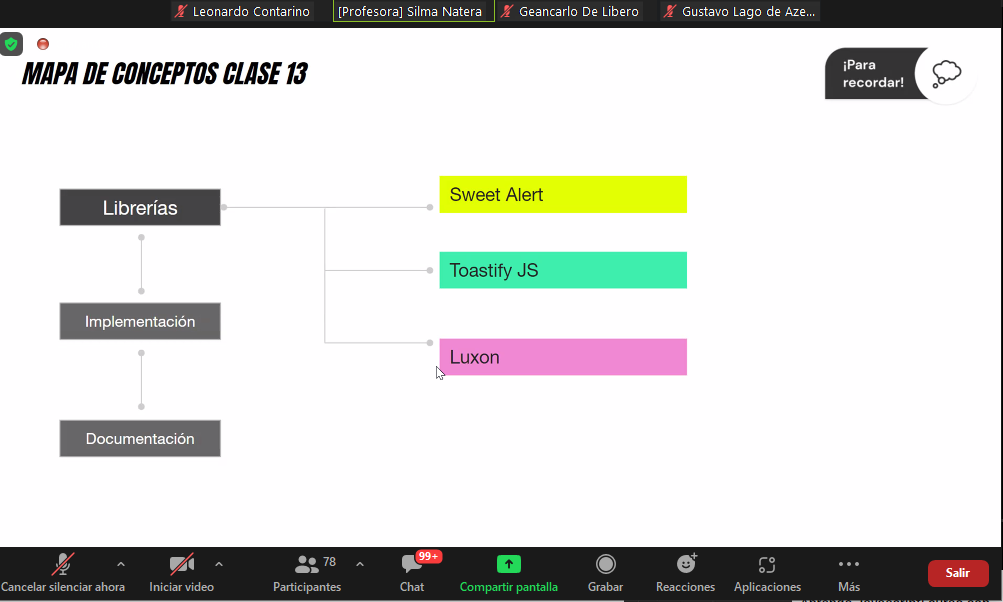 Leonardo Contarino
[Profesora] Silma Natera
Geancarlo De Libero
Gustavo Lago de Aze...
MAPA DE CONCEPTOS CLASE 13
¡Para
recordar!
Librerías
Sweet Alert
Toastify JS
Implementación
Luxon
Documentación
78
99+
Cancelar silenciar ahora
Iniciar video
Participantes
Chat
Compartir pantalla
Grabar
Reacciones
Aplicaciones
Más
Salir